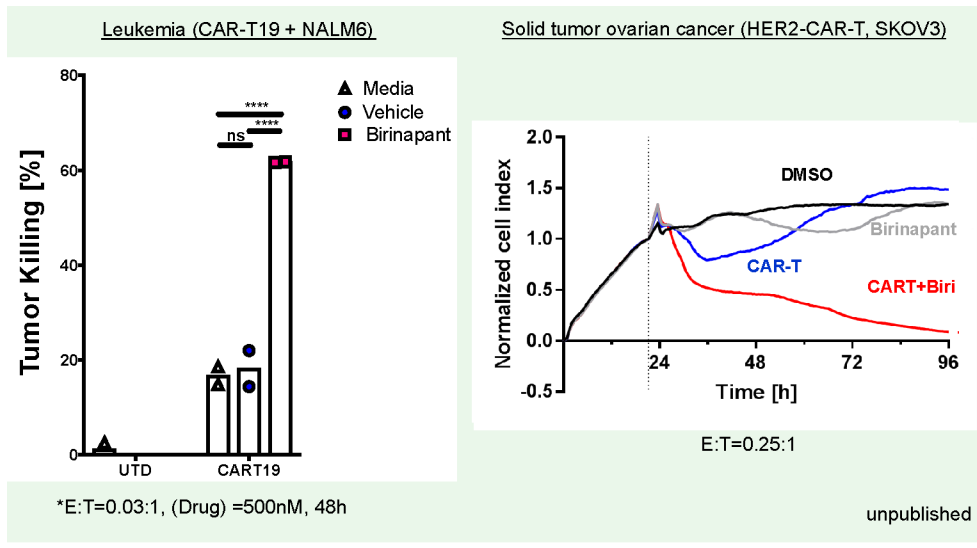 Leukemia (CAR-T19 + NALM6)
Solid tumor ovarian cancer (HER2-CAR-T, SKOV3)
Tumor Killing [%]
80
60
40
20
0
Media
Vehicle
Birinapant
****
****
ns
UTD
CART19
*E:T=0.03:1, (Drug) =500nM, 48h
Normalized cell index
2.0
1.5
1.0
0.5
0.0
-0.5
DMSO
Birinapant
CAR-T
CART+Biri
24
48
72
96
Time [h]
E:T=0.25:1
unpublished